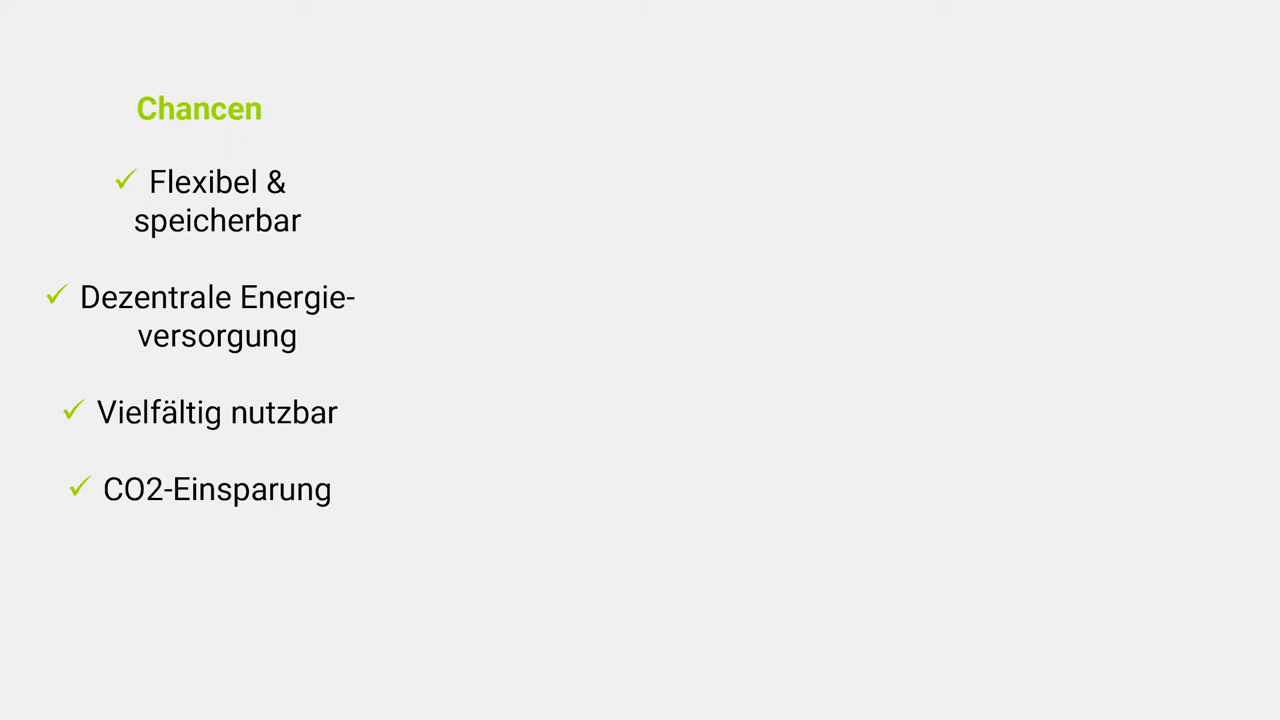 Chancen
✓ Flexibel &
speicherbar
✓ Dezentrale Energie-
versorgung
✓ Vielfältig nutzbar
✓ CO2-Einsparung